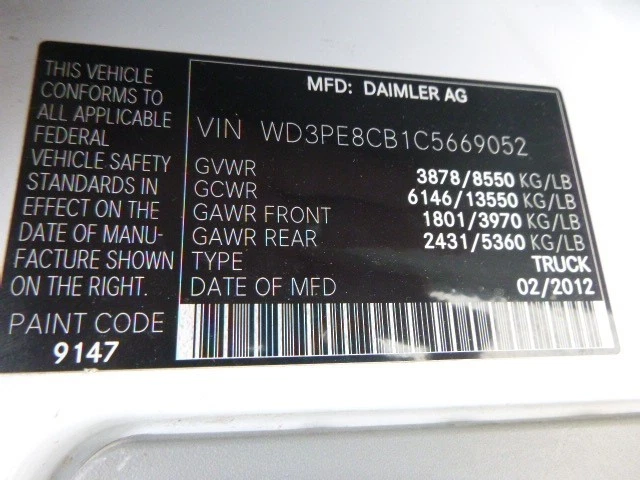 THIS VEHICLE
CONFORMS TO
ALL APPLICABLE
FEDERAL
VEHICLE SAFETY
STANDARDS IN
EFFECT ON THE
DATE OF MANU-
FACTURE SHOWN
ON THE RIGHT.
PAINT CODE
9147
MFD: DAIMLER AG
VIN WD3PE8CB1C5669052
GVWR 3878/8550 KG/LB
GCWR 6146/13550 KG/LB
GAWR FRONT 1801/3970 KG/LB
GAWR REAR 2431/5360 KG/LB
TYPE TRUCK
DATE OF MFD 02/2012